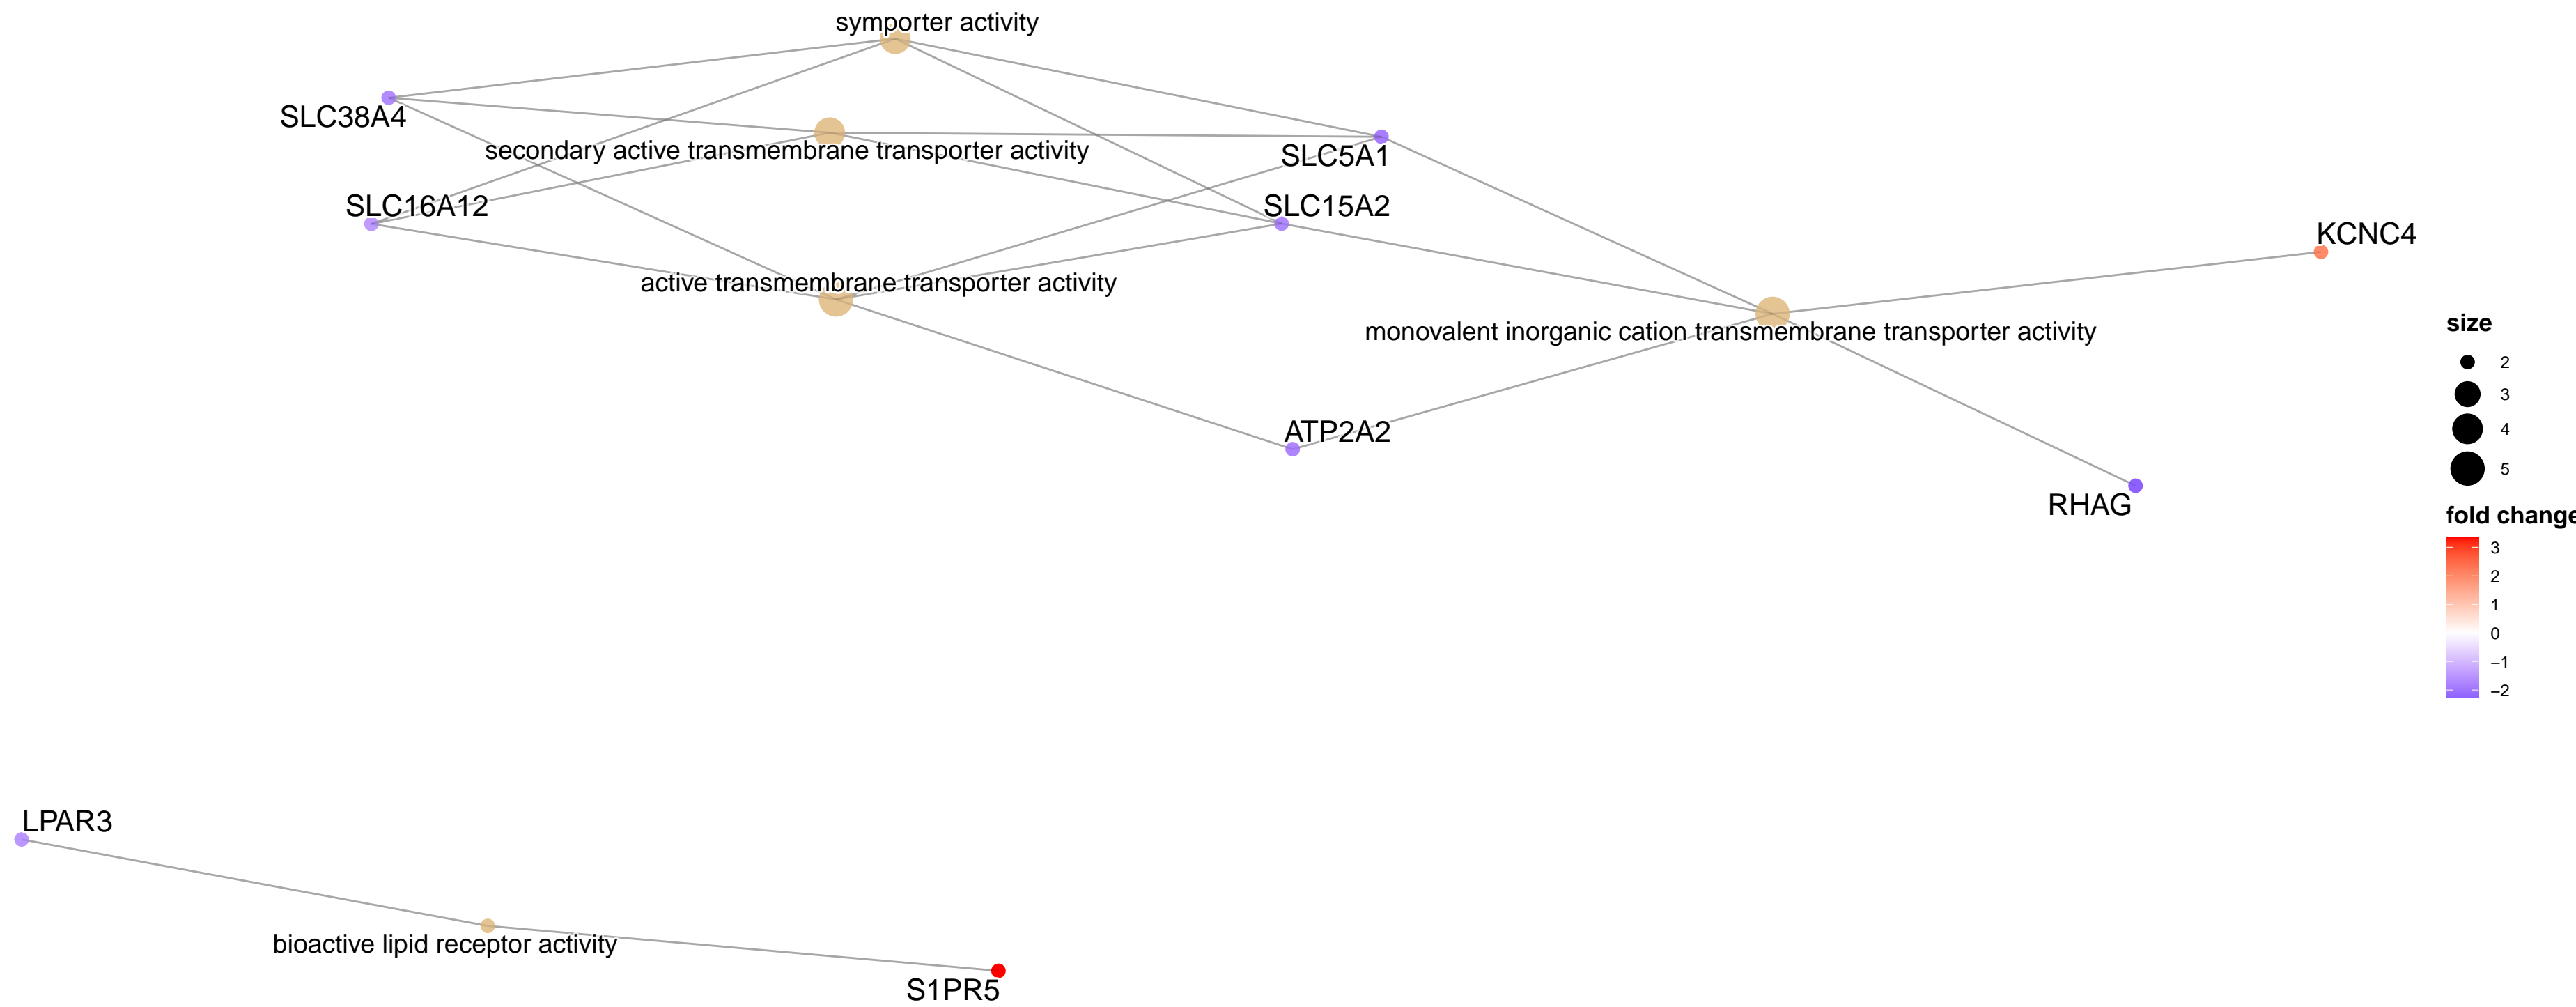 symporter activity
SLC38A4
secondary active transmembrane transporter activity
SLC5A1
SLC16A12
SLC15A2
KCNC4
active transmembrane transporter activity
monovalent inorganic cation transmembrane transporter activity
ATP2A2
RHAG
size
2
3
4
5
fold change
3
2
1
0
−1
−2
LPAR3
bioactive lipid receptor activity
S1PR5